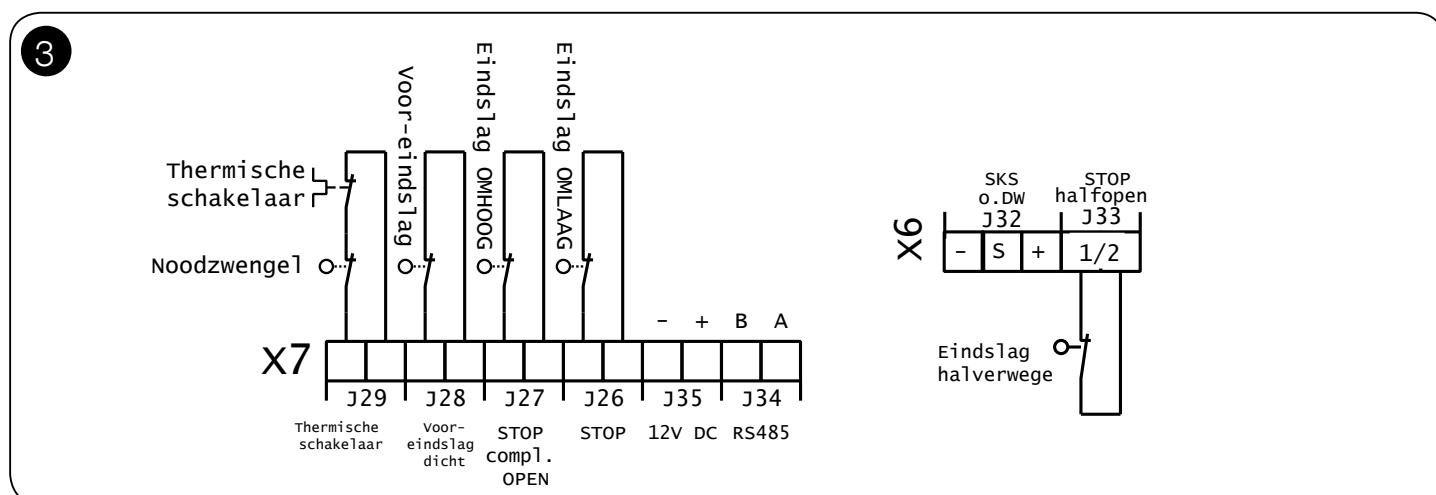 3
Voor-eindslag
Eindslag OMHOOG
Eindslag OMLAAG
Thermische
schakelaar
Noodzwengel
- + B A
X7
J29 J28 J27 J26 J35 J34
Thermische
schakelaar
Voor-
eindslag
dicht
STOP
compl.
OPEN
STOP
12V DC
RS485
SKS
o.DW
J32
STOP
halfopen
J33
X6
- S + 1/2
Eindslag
halverwege